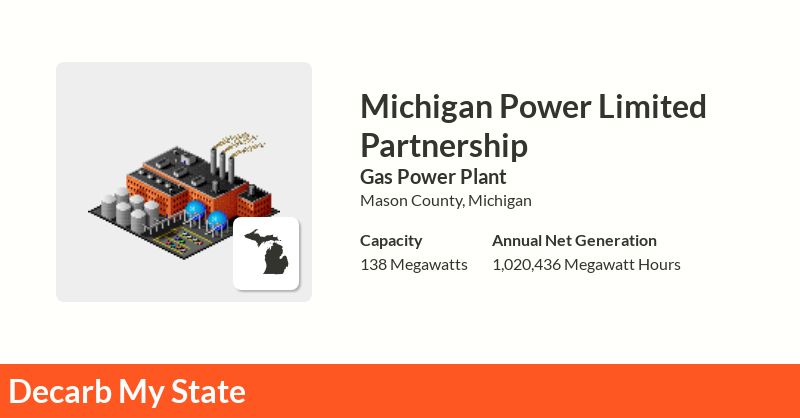 Michigan Power Limited
Partnership
Gas Power Plant
Mason County, Michigan
Capacity
138 Megawatts
Annual Net Generation
1,020,436 Megawatt Hours
Decarb My State